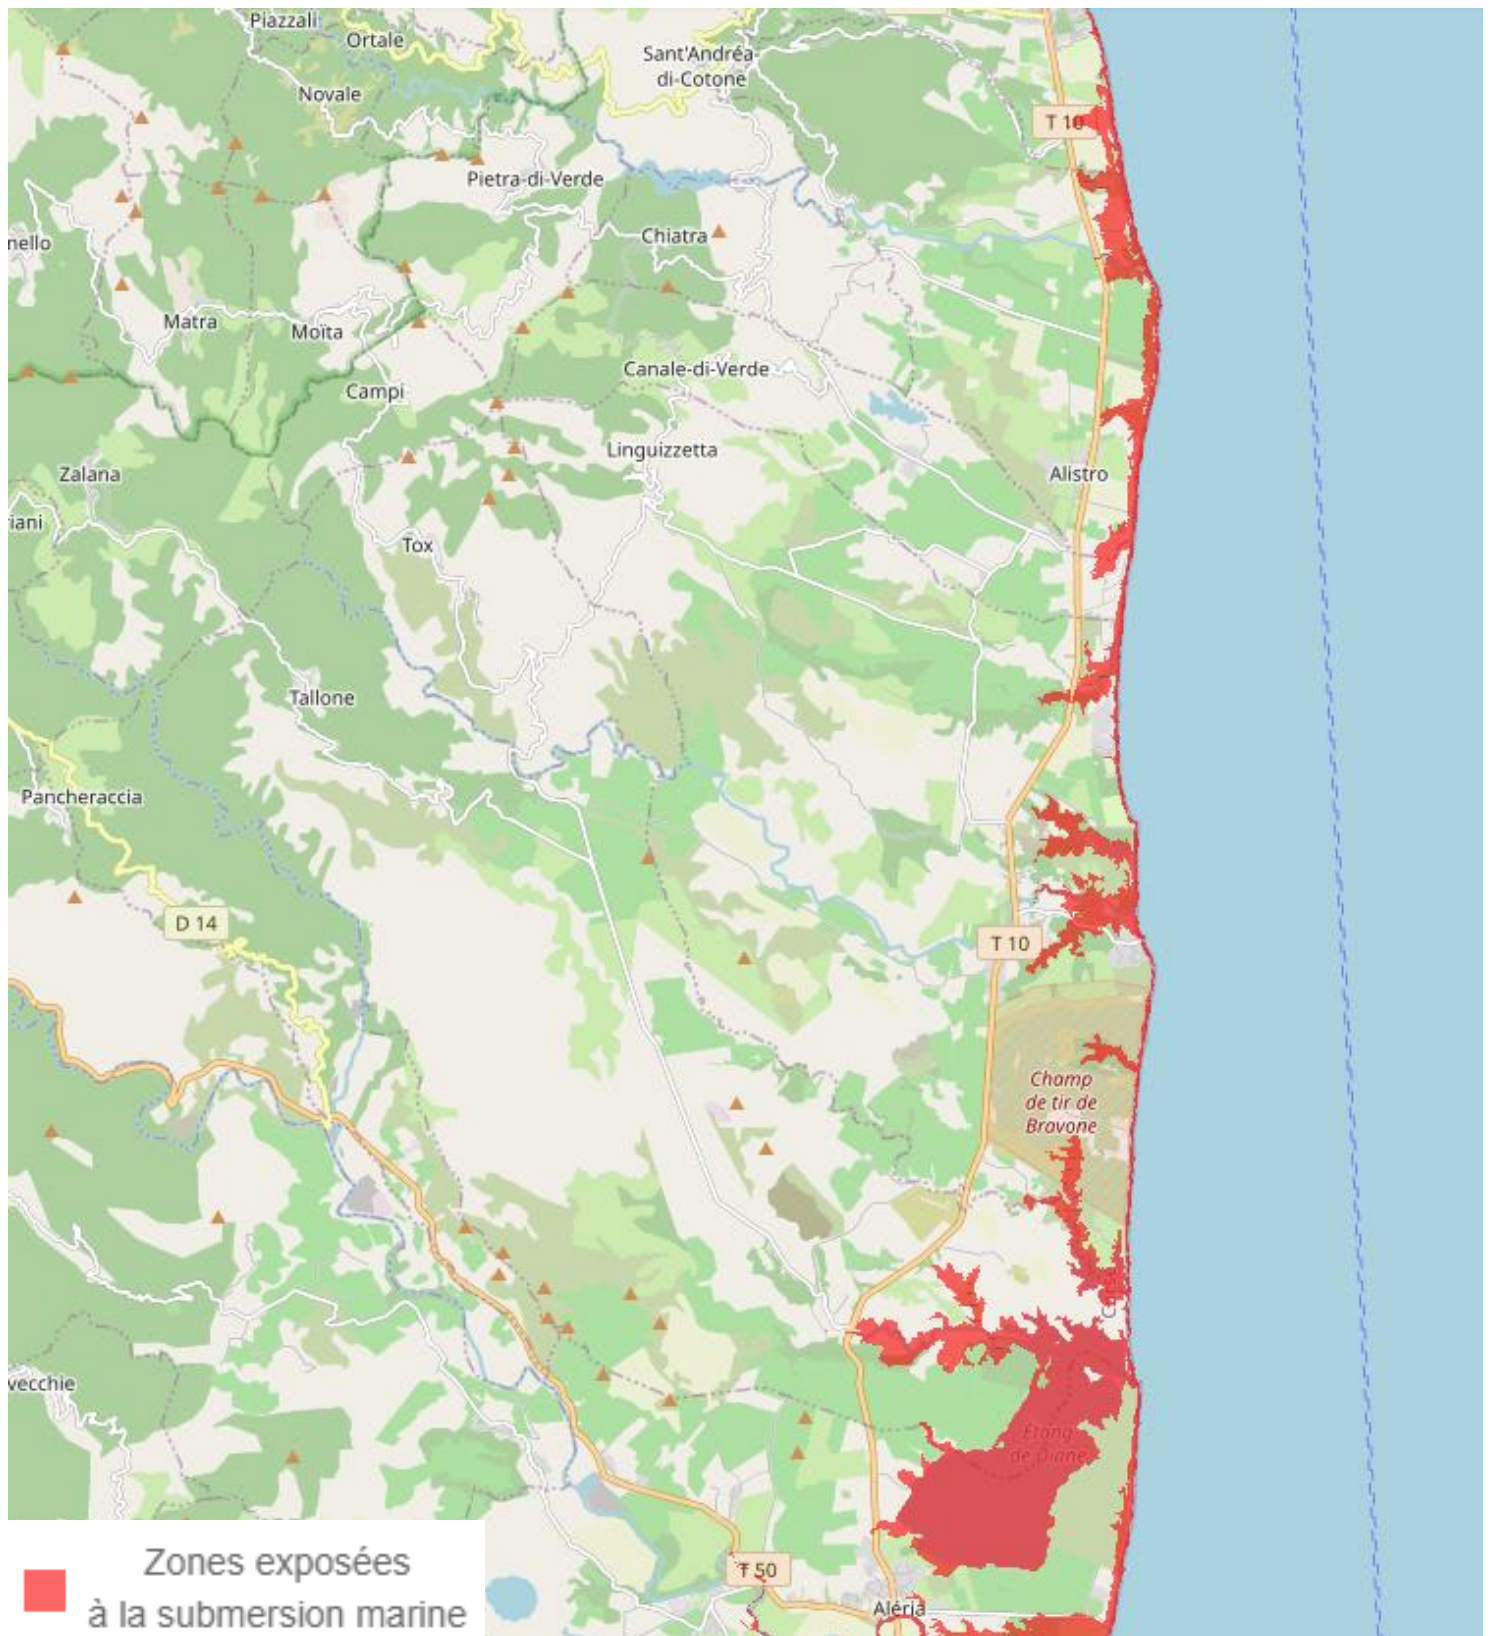 Piazzali
Ortale
Sant'Andréa-
di-Cotone
Novale
T 10
Pietra-di-Verde
Chiatra
nello
Matra
Moïta
Canale-di-Verde
Campi
Linguizzetta
Zalana
Alistro
iani
Tox
Tallone
Pancheraccia
D 14
T 10
Champ
de tir de
Bravone
vecchie
Étang
de Diane
T 50
Aléria
Zones exposées
à la submersion marine